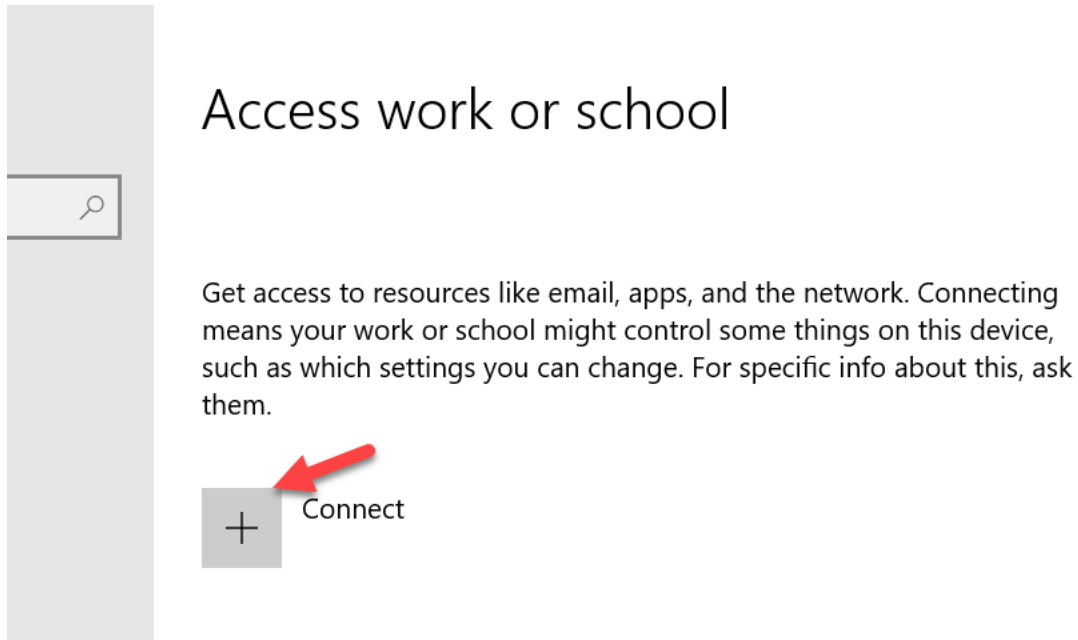 Access work or school
Get access to resources like email, apps, and the network. Connecting
means your work or school might control some things on this device,
such as which settings you can change. For specific info about this, ask
them.
Connect